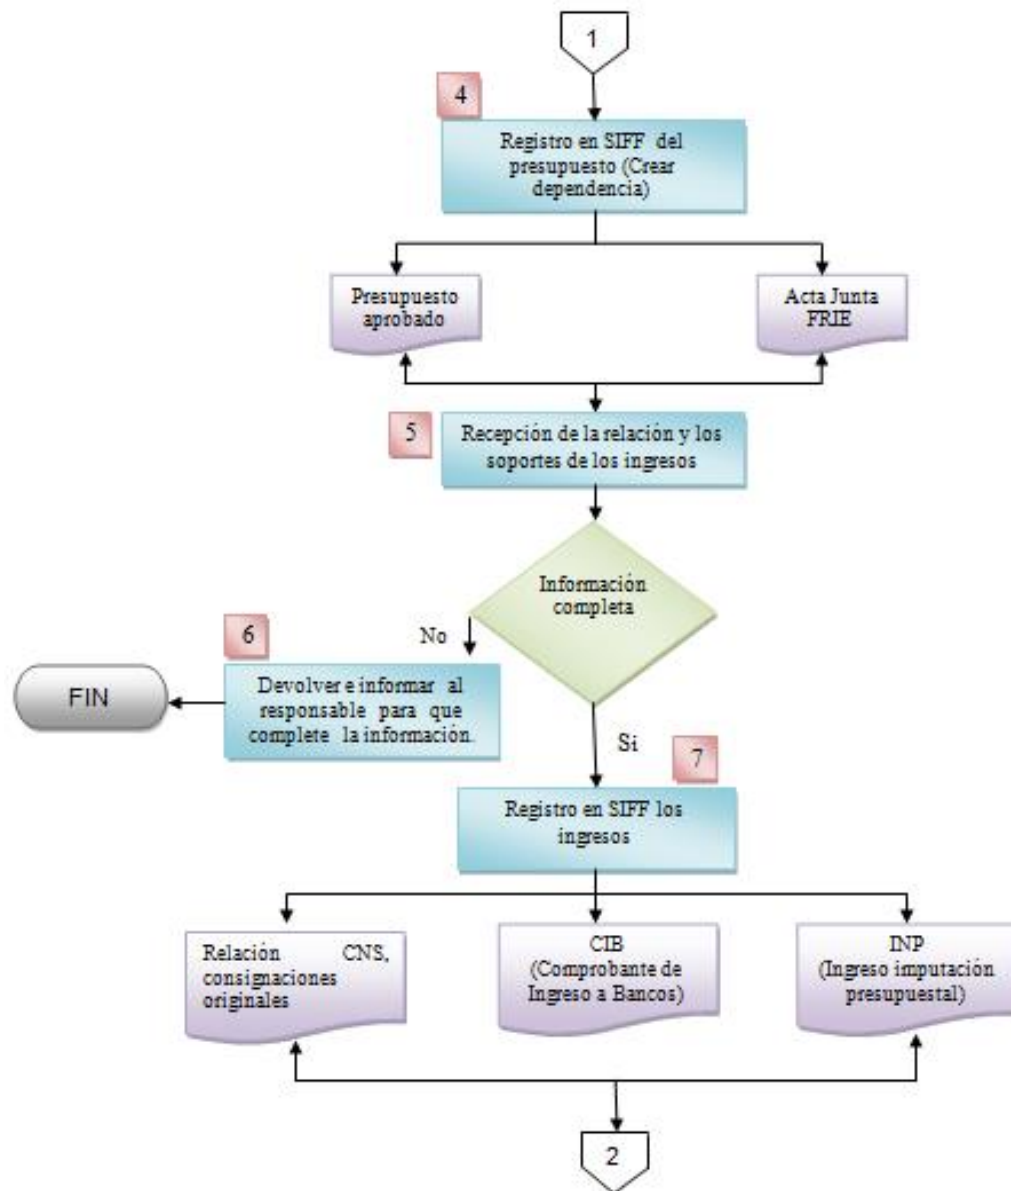 1
4
Registro en SIFF del
presupuesto (Crear
dependencia)
Presupuesto
aprobado
Acta Junta
FRIE
5
Recepción de la relación y los
soportes de los ingresos
Información
completa
No
6
Devolver e informar al
responsable para que
complete la información.
FIN
Si
7
Registro en SIFF los
ingresos
Relación CNS,
consignaciones
originales
CIB
(Comprobante de
Ingreso a Bancos)
INP
(Ingreso imputación
presupuestal)
2